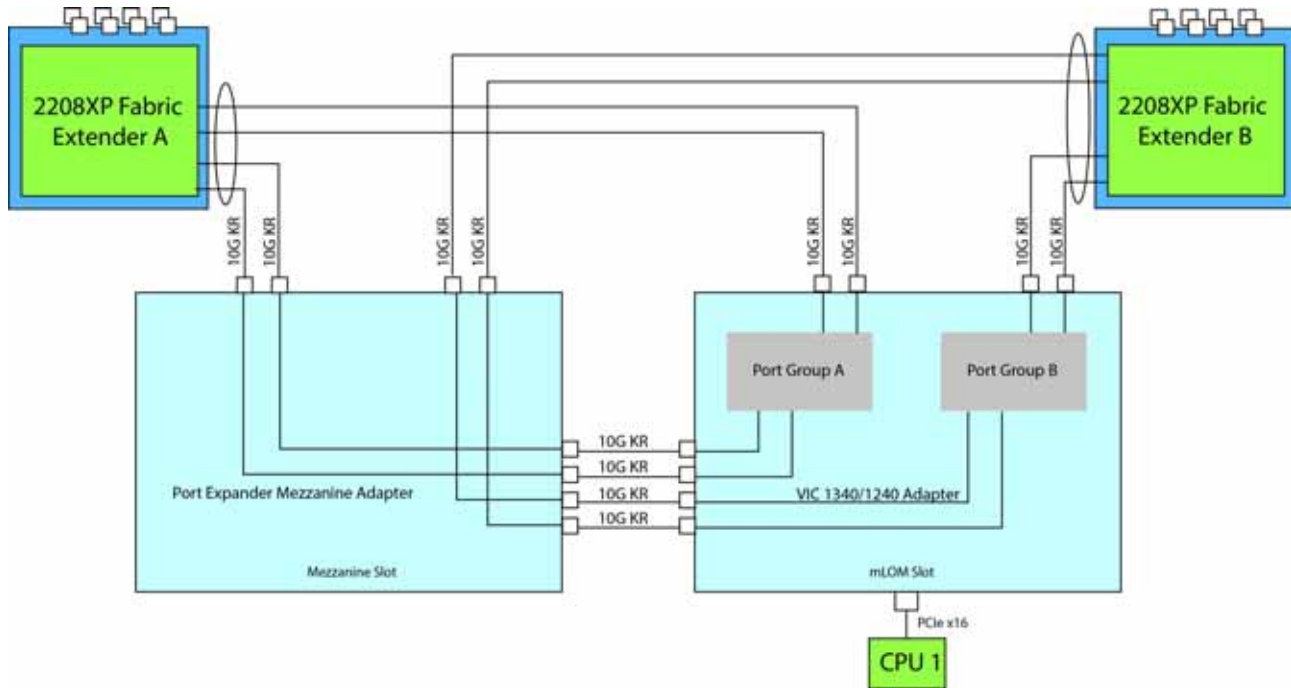 2208XP Fabric
Extender A
2208XP Fabric
Extender B
10G KR
10G KR
10G KR
10G KR
10G KR
10G KR
10G KR
10G KR
Port Group A
Port Group B
10G KR
10G KR
10G KR
10G KR
Port Expander Mezzanine Adapter
VIC 1340/1240 Adapter
Mezzanine Slot
mLOM Slot
PCIe x16
CPU 1